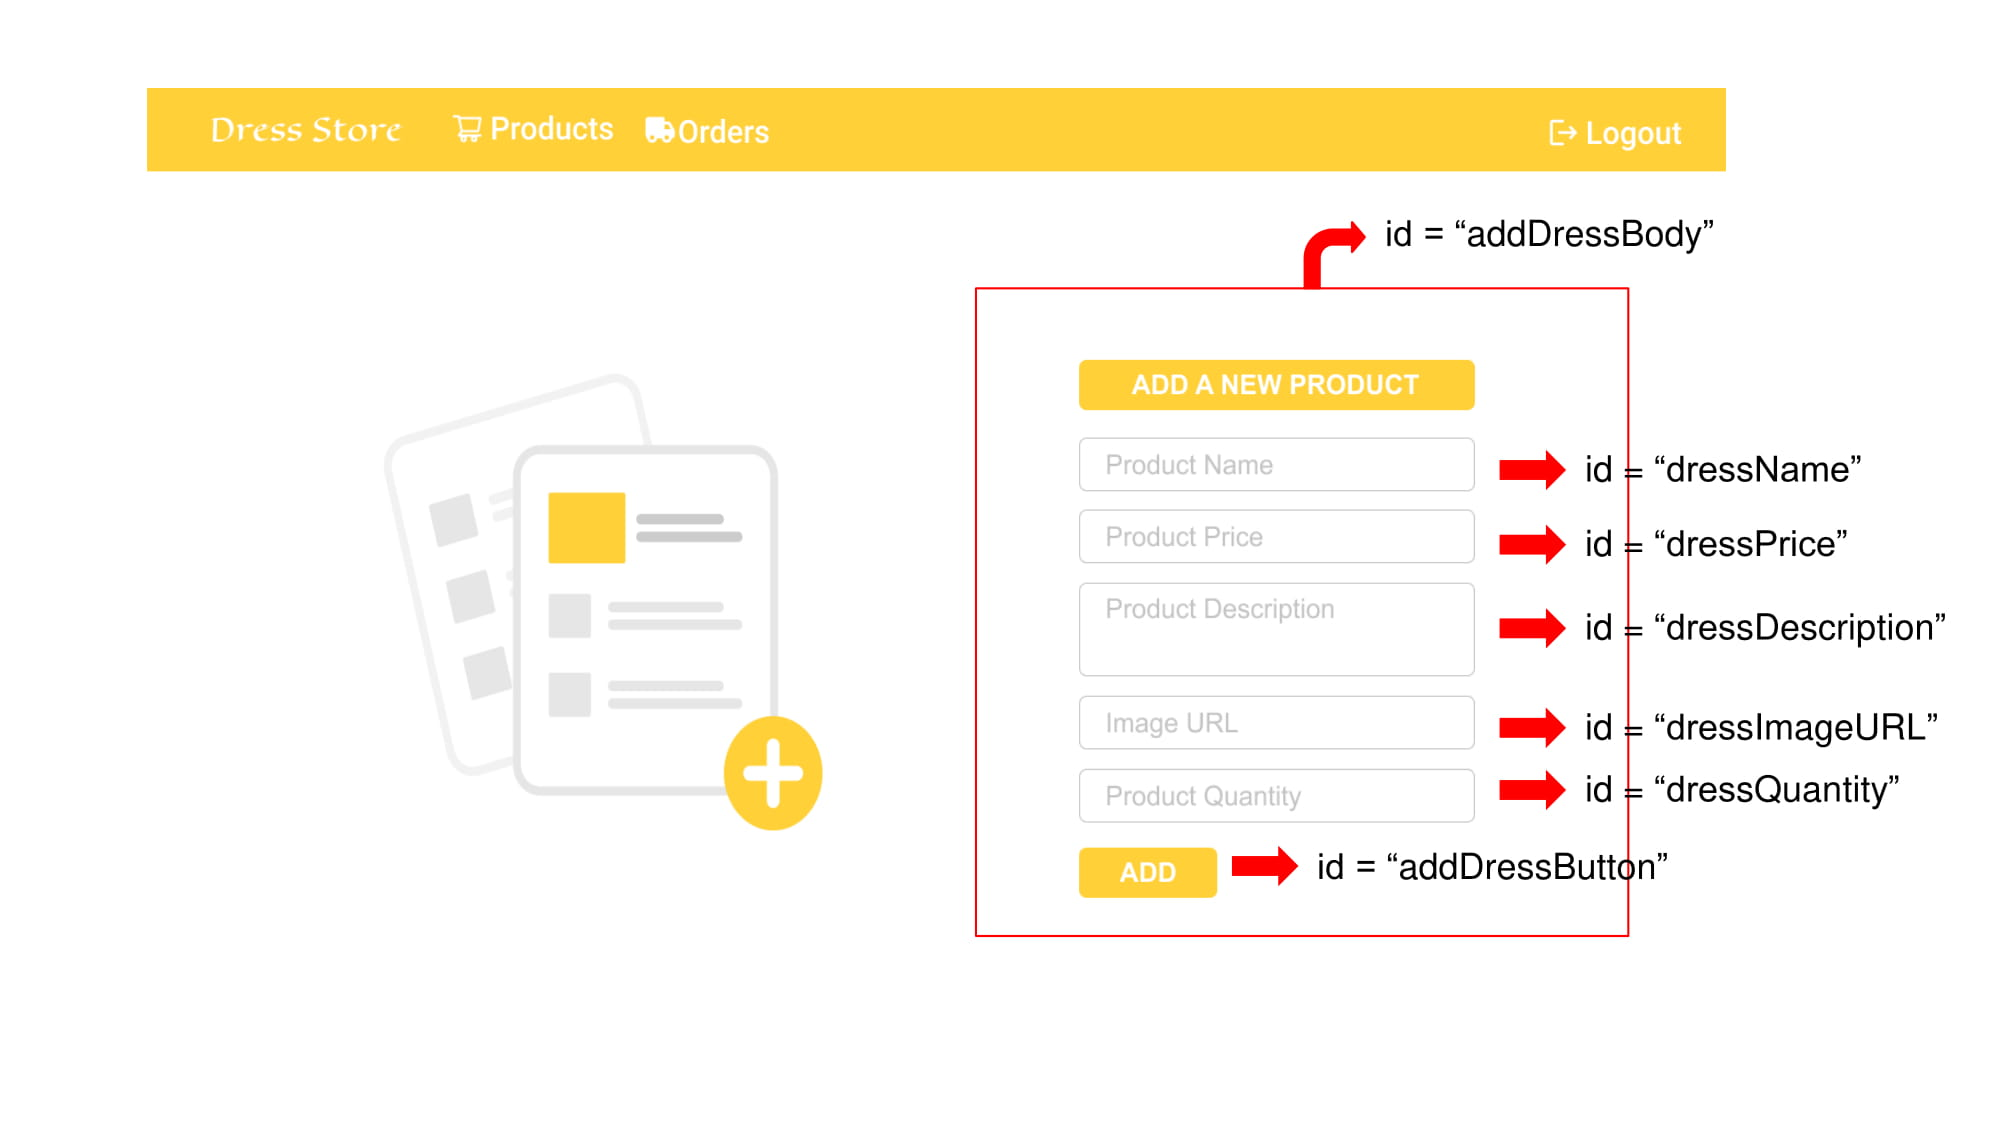 Dress Store Products Orders Logout
id = “addDressBody”
ADD A NEW PRODUCT
Product Name id = “dressName”
Product Price id = “dressPrice”
Product Description id = “dressDescription”
Image URL id = “dressImageURL”
Product Quantity id = “dressQuantity”
ADD id = “addDressButton”